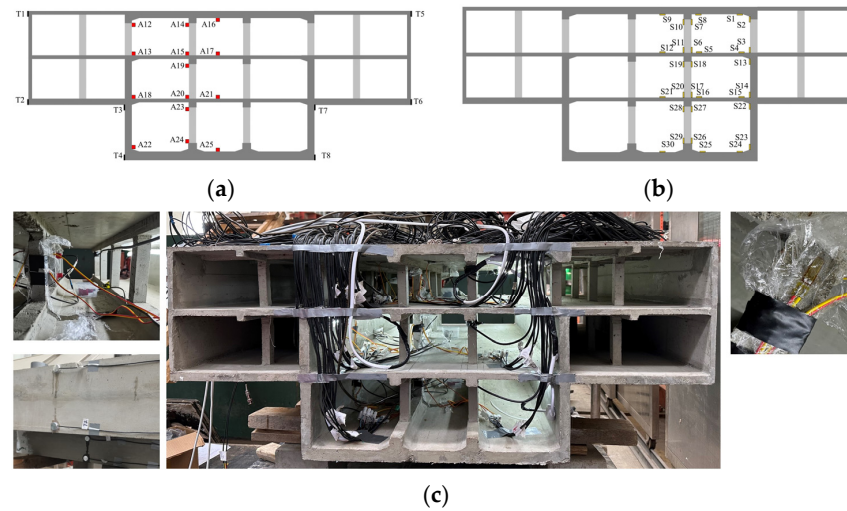 T1 A12 A14 A16 T5
A13 A15 A17
A19
A18 A20 A21
T2 T3 A23 T7 T6
A22 A24 A25
T4 T8
S9 S8 S1
S10 S7 S2
S11 S6 S3
S12 S5 S4
S19 S18 S13
S20 S17 S14
S21 S16 S15
S28 S27 S22
S29 S26 S23
S30 S25 S24
(a) (b)
(c)